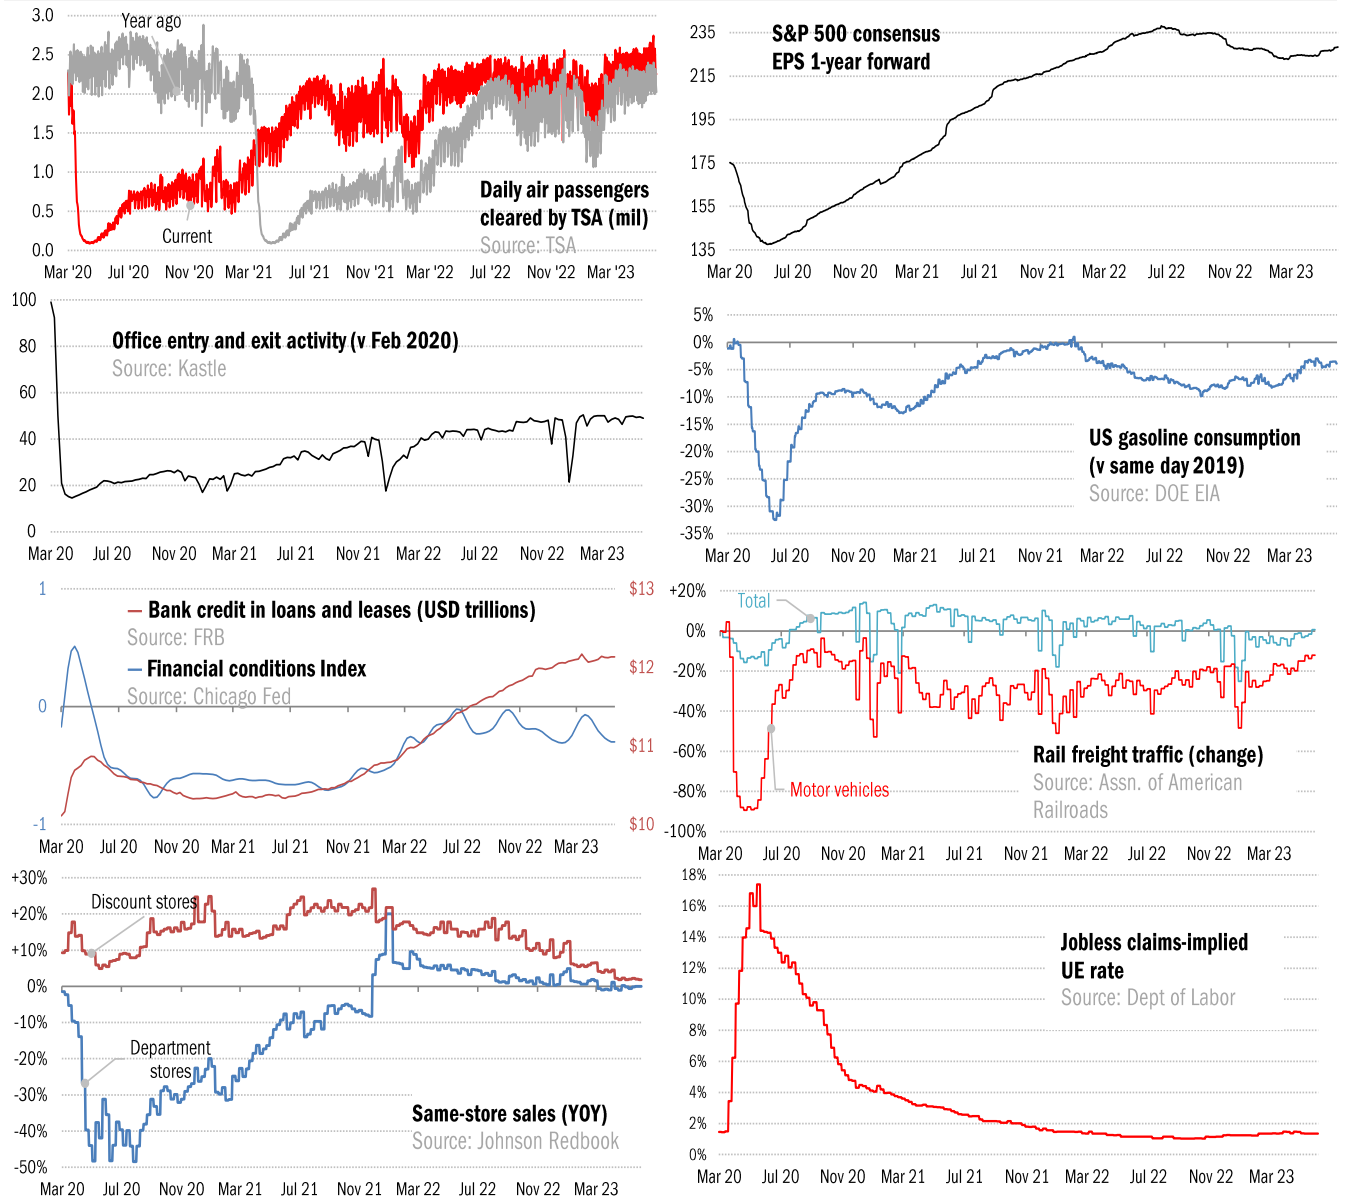 3.0
2.5
2.0
1.5
1.0
0.5
0.0
Year ago
Current
Daily air passengers
cleared by TSA (mil)
Source: TSA
Mar '20 Jul '20 Nov '20 Mar '21 Jul '21 Nov '21 Mar '22 Jul '22 Nov '22 Mar '23
235
215
195
175
155
135
S&P 500 consensus
EPS 1-year forward
Mar 20 Jul 20 Nov 20 Mar 21 Jul 21 Nov 21 Mar 22 Jul 22 Nov 22 Mar 23
100
80
60
40
20
0
Office entry and exit activity (v Feb 2020)
Source: Kastle
Mar 20 Jul 20 Nov 20 Mar 21 Jul 21 Nov 21 Mar 22 Jul 22 Nov 22 Mar 23
5%
0%
-5%
-10%
-15%
-20%
-25%
-30%
-35%
US gasoline consumption
(v same day 2019)
Source: DOE EIA
Mar 20 Jul 20 Nov 20 Mar 21 Jul 21 Nov 21 Mar 22 Jul 22 Nov 22 Mar 23
1
0
-1
Bank credit in loans and leases (USD trillions)
Source: FRB
Financial conditions Index
Source: Chicago Fed
$13
$12
$11
$10
Mar 20 Jul 20 Nov 20 Mar 21 Jul 21 Nov 21 Mar 22 Jul 22 Nov 22 Mar 23
+20%
0%
-20%
-40%
-60%
-80%
-100%
Total
Motor vehicles
Rail freight traffic (change)
Source: Assn. of American
Railroads
Mar 20 Jul 20 Nov 20 Mar 21 Jul 21 Nov 21 Mar 22 Jul 22 Nov 22 Mar 23
+30%
+20%
+10%
0%
-10%
-20%
-30%
-40%
-50%
Discount stores
Department
stores
Same-store sales (YOY)
Source: Johnson Redbook
Mar 20 Jul 20 Nov 20 Mar 21 Jul 21 Nov 21 Mar 22 Jul 22 Nov 22 Mar 23
18%
16%
14%
12%
10%
8%
6%
4%
2%
0%
Jobless claims-implied
UE rate
Source: Dept of Labor
Mar 20 Jul 20 Nov 20 Mar 21 Jul 21 Nov 21 Mar 22 Jul 22 Nov 22 Mar 23